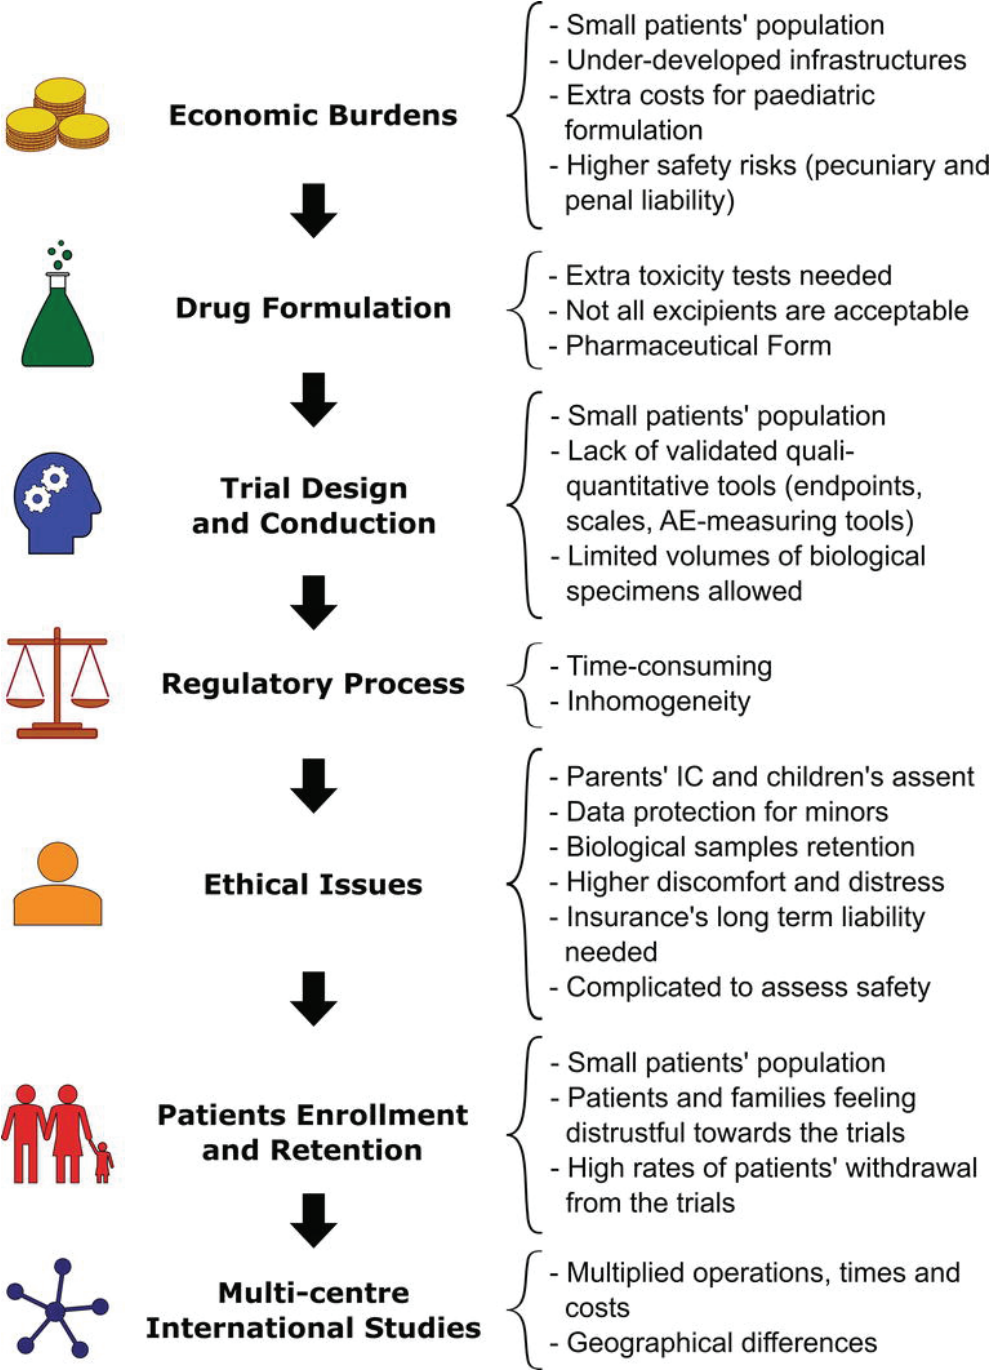 Economic Burdens
- Small patients' population
- Under-developed infrastructures
- Extra costs for paediatric
formulation
- Higher safety risks (pecuniary and
penal liability)
Drug Formulation
- Extra toxicity tests needed
- Not all excipients are acceptable
- Pharmaceutical Form
Trial Design
and Conduction
- Small patients' population
- Lack of validated quali-
quantitative tools (endpoints,
scales, AE-measuring tools)
- Limited volumes of biological
specimens allowed
Regulatory Process
- Time-consuming
- Inhomogeneity
Ethical Issues
- Parents' IC and children's assent
- Data protection for minors
- Biological samples retention
- Higher discomfort and distress
- Insurance's long term liability
needed
- Complicated to assess safety
Patients Enrollment
and Retention
- Small patients' population
- Patients and families feeling
distrustful towards the trials
- High rates of patients' withdrawal
from the trials
Multi-centre
International Studies
- Multiplied operations, times and
costs
- Geographical differences